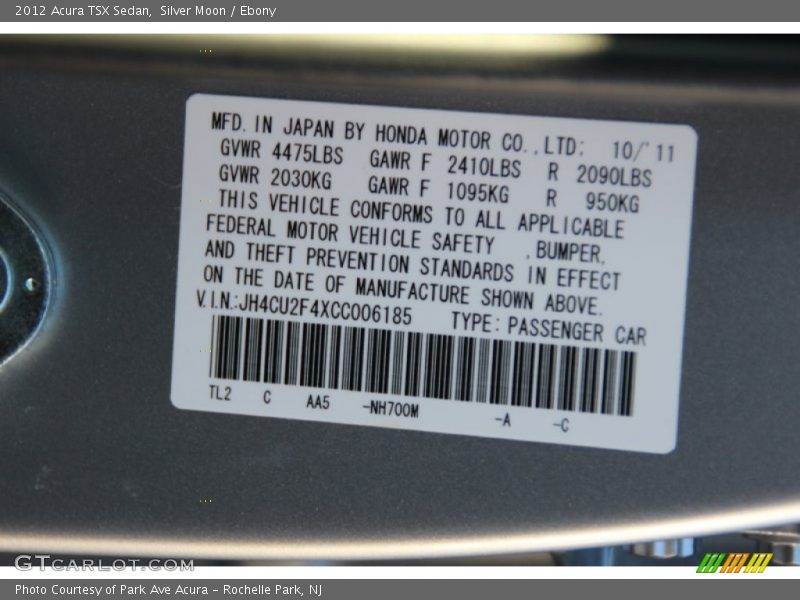 2012 Acura TSX Sedan,  Silver Moon / Ebony
MFD. IN JAPAN BY HONDA MOTOR CO., LTD: 10/'11
GVWR 4475LBS GAWR F 2410LBS R 2090LBS
GVWR 2030KG GAWR F 1095KG R 950KG
THIS VEHICLE CONFORMS TO ALL APPLICABLE
FEDERAL MOTOR VEHICLE SAFETY , BUMPER,
AND THEFT PREVENTION STANDARDS IN EFFECT
ON THE DATE OF MANUFACTURE SHOWN ABOVE.
V.I.N.:JH4CU2F4XCC006185 TYPE: PASSENGER CAR
TL2 C AA5 -NH700M -A -C
GTCARLOT.COM
Photo Courtesy of Park Ave Acura - Rochelle Park, NJ